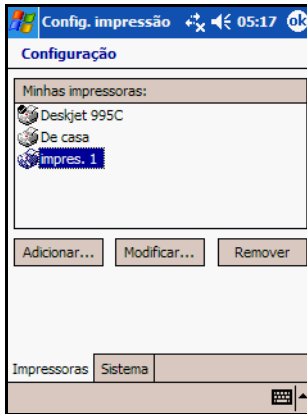 Config. impressão 05:17 ok
Configuração
Minhas impressoras:
Deskjet 995C
De casa
impres. 1
Adicionar... Modificar... Remover
Impressoras Sistema